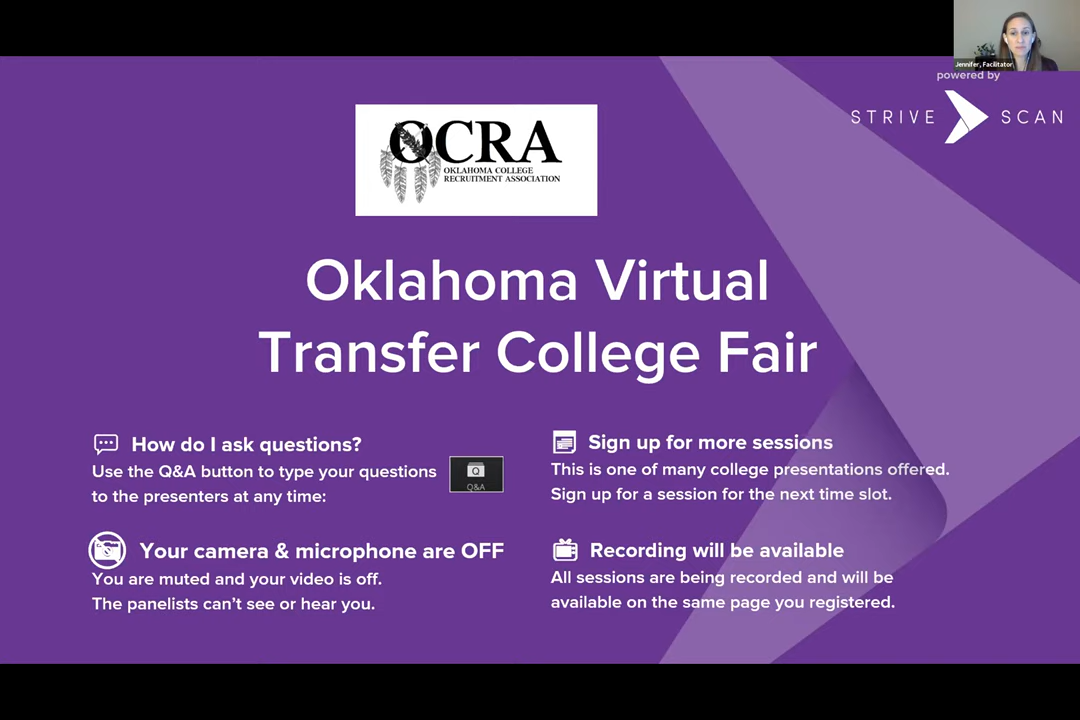 Jennifer, Facilitator
powered by
STRIVE SCAN
OCRA
OKLAHOMA COLLEGE
RECRUITMENT ASSOCIATION
Oklahoma Virtual
Transfer College Fair
How do I ask questions?
Use the Q&A button to type your questions
to the presenters at any time:
Q
Q&A
Your camera & microphone are OFF
You are muted and your video is off.
The panelists can’t see or hear you.
Sign up for more sessions
This is one of many college presentations offered.
Sign up for a session for the next time slot.
Recording will be available
All sessions are being recorded and will be
available on the same page you registered.